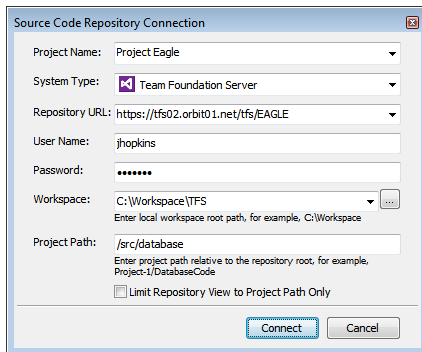 Source Code Repository Connection
Project Name: Project Eagle
System Type: Team Foundation Server
Repository URL: https://tfs02.orbit01.net/tfs/EAGLE
User Name: jhopkins
Password: •••••••
Workspace: C:\Workspace\TFS ...
Enter local workspace root path, for example, C:\Workspace
Project Path: /src/database
Enter project path relative to the repository root, for example,
Project-1/DatabaseCode
Limit Repository View to Project Path Only
Connect Cancel